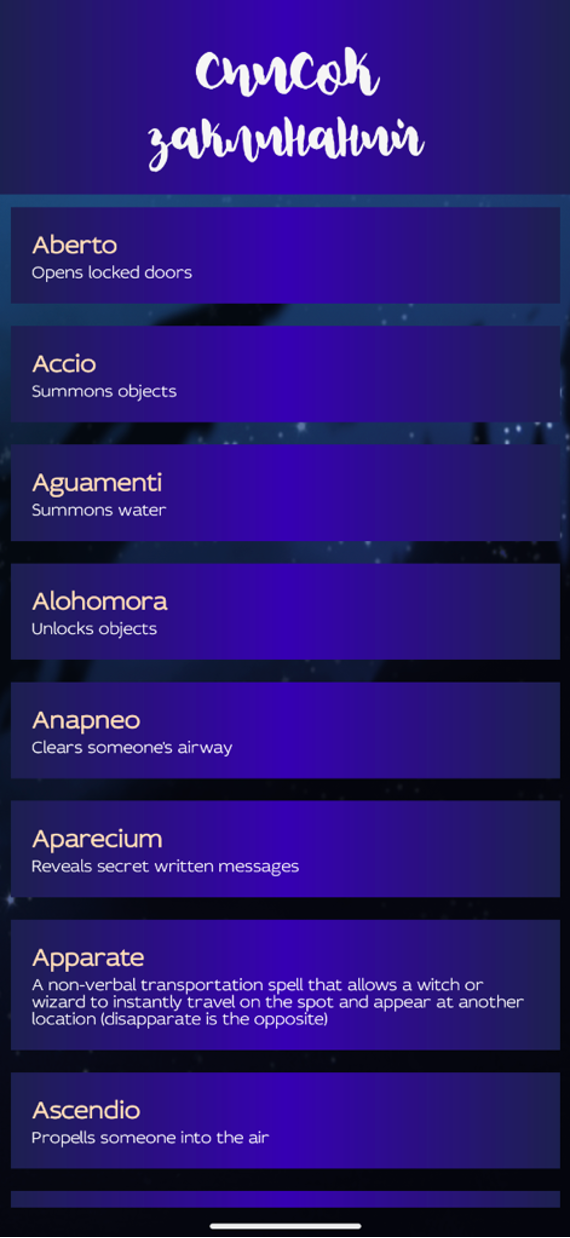 список
заклинаний
Aberto
Opens locked doors
Accio
Summons objects
Aguamenti
Summons water
Alohomora
Unlocks objects
Anapneo
Clears someone's airway
Aparecium
Reveals secret written messages
Apparate
A non-verbal transportation spell that allows a witch or
wizard to instantly travel on the spot and appear at another
location (disapparate is the opposite)
Ascendio
Propells someone into the air